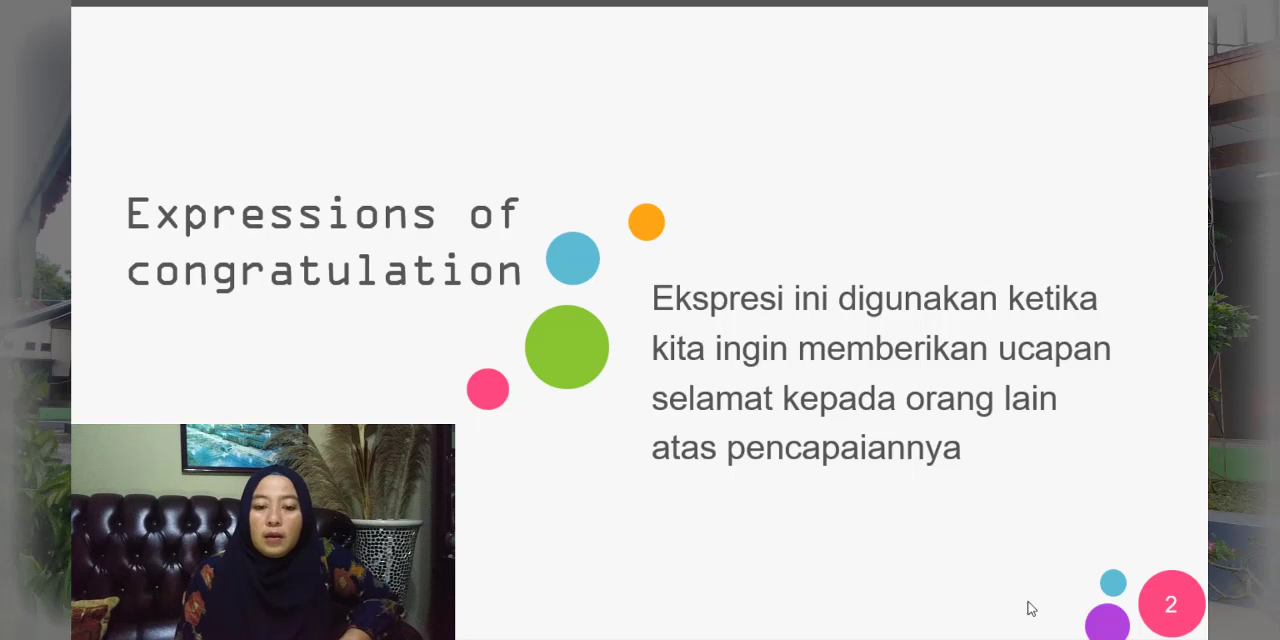 Expressions of
congratulation
Ekspresi ini digunakan ketika
kita ingin memberikan ucapan
selamat kepada orang lain
atas pencapaiannya
2